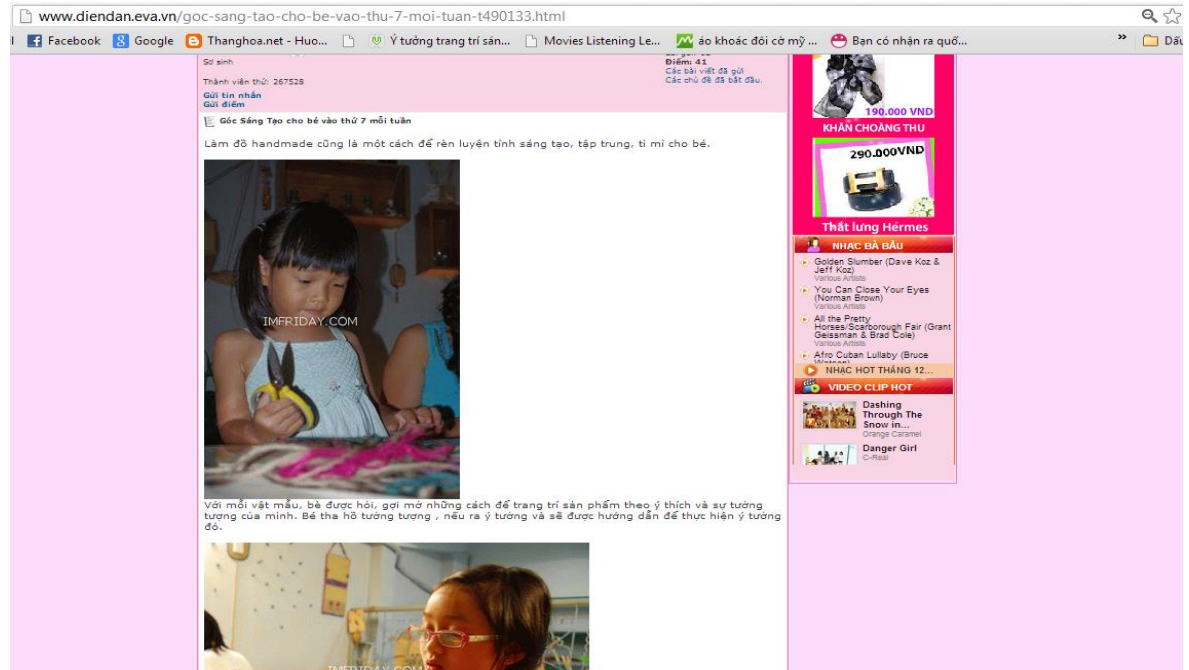 www.diendan.eva.vn/goc-sang-tao-cho-be-vao-thu-7-moi-tuan-t490133.html
Facebook Google Thanghoa.net - Huo... Ý tưởng trang trí sán... Movies Listening Le... áo khoác đôi cờ mỹ ... Bạn có nhận ra quố... » Dấu
Sơ sinh
Thành viên thứ: 267528
Gửi tin nhắn
Gửi điểm
Điểm: 41
Các bài viết đã gửi
Các chủ đề đã bắt đầu.
Góc Sáng Tạo cho bé vào thứ 7 mỗi tuần
Làm đồ handmade cũng là một cách để rèn luyện tính sáng tạo, tập trung, tỉ mỉ cho bé.
IMFRIDAY.COM
Với mỗi vật mẫu, bè được hỏi, gợi mở những cách để trang trí sản phẩm theo ý thích và sự tưởng
tượng của mình. Bé tha hồ tưởng tượng , nếu ra ý tưởng và sẽ được hướng dẫn để thực hiện ý tưởng
đó.
IMFRIDAY.COM
190.000 VND
KHĂN CHOÀNG THU
290.000VND
Thắt lưng Hérmes
NHẠC BÀ BẦU
Golden Slumber (Dave Koz &
Jeff Koz)
Various Artists
You Can Close Your Eyes
(Norman Brown)
Various Artists
All the Pretty
Horses/Scarborough Fair (Grant
Geissman & Brad Cole)
Various Artists
Afro Cuban Lullaby (Bruce
Watson)
NHẠC HOT THÁNG 12...
VIDEO CLIP HOT
Dashing
Through The
Snow in...
Orange Caramel
Danger Girl
C-Real